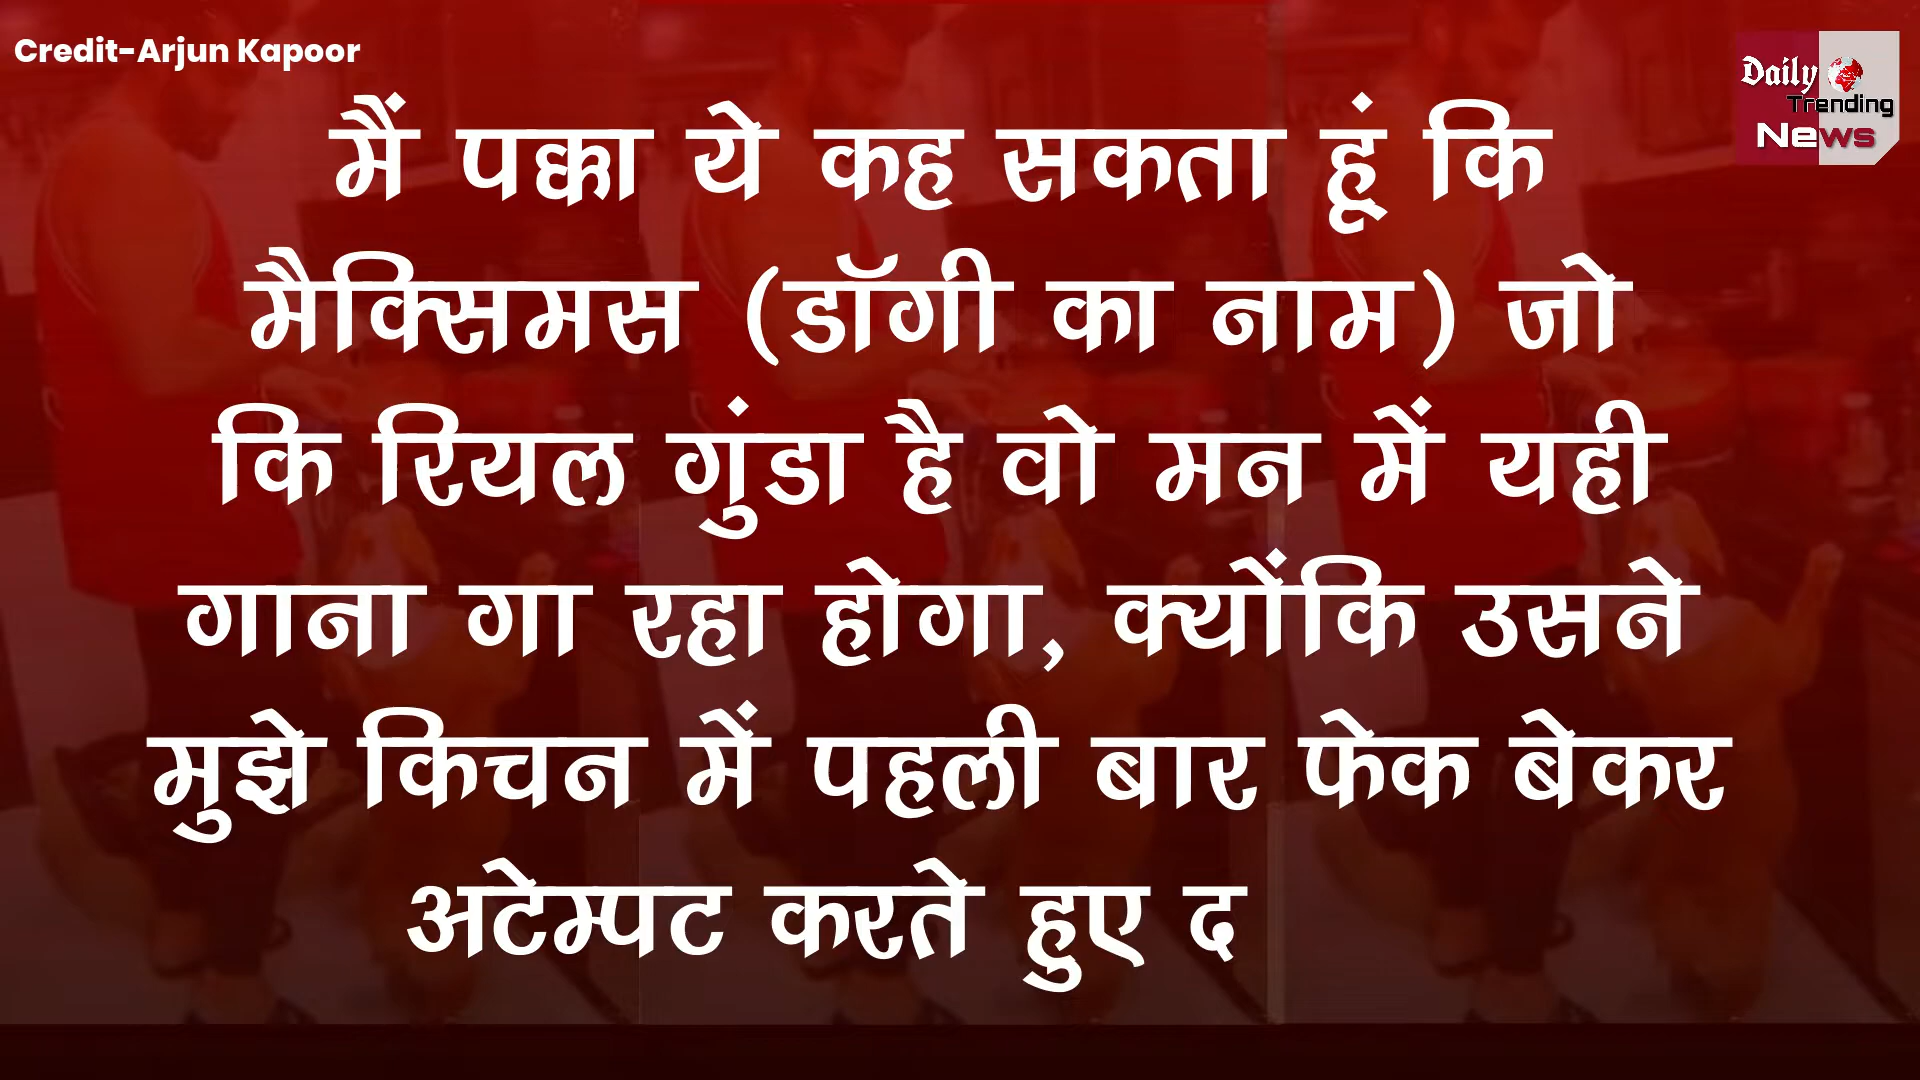 Credit-Arjun Kapoor
Daily
Trending
News
मैं पक्का ये कह सकता हूं कि
मैक्सिमस (डॉगी का नाम) जो
कि रियल गुंडा है वो मन में यही
गाना गा रहा होगा, क्योंकि उसने
मुझे किचन में पहली बार फेक बेकर
अटेम्पट करते हुए द